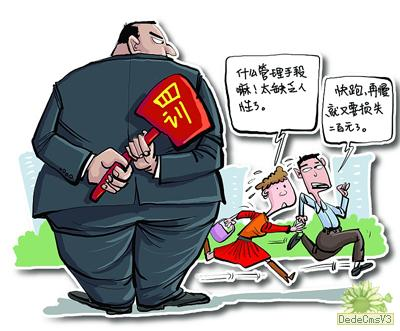 什么管理手段
嘛！太缺乏人
性了。
快跑,再慢
就又要损失
二百元了。
罚
DedeCmsV3